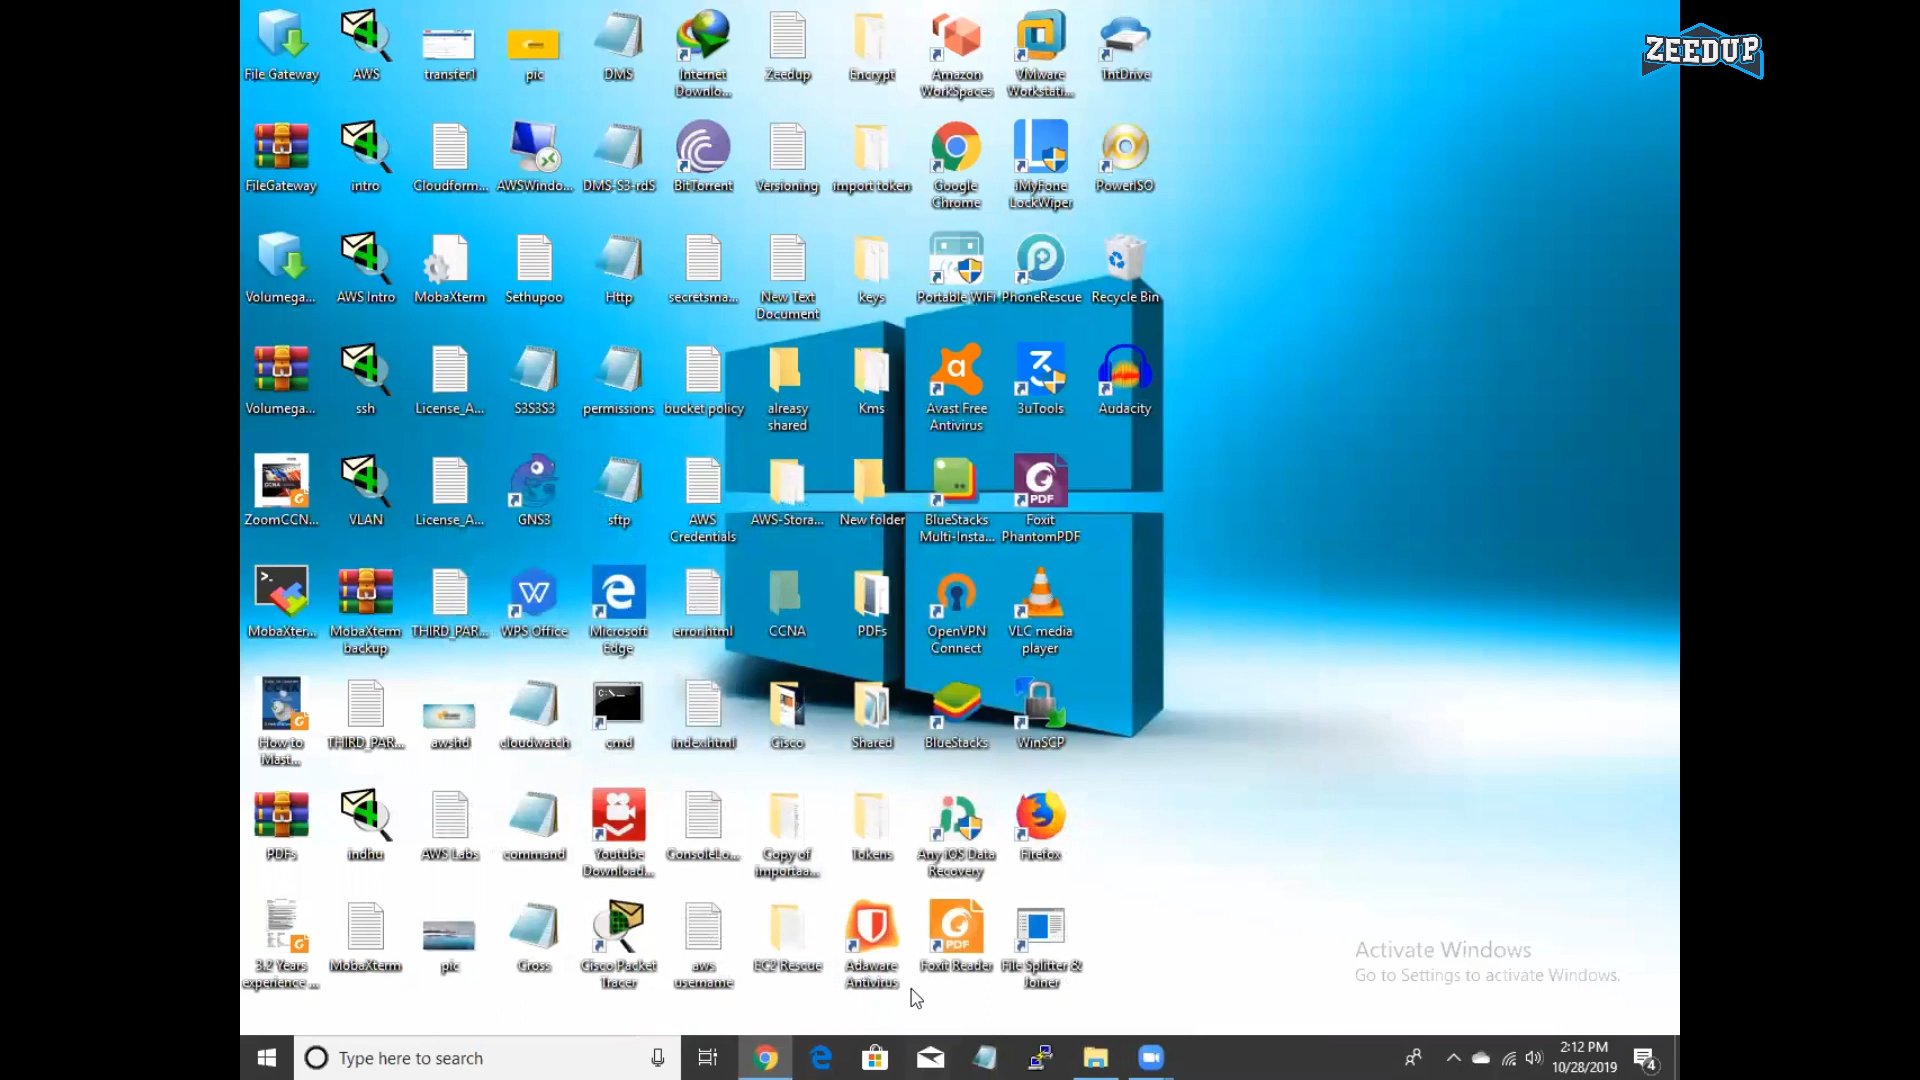 ZEEDUP
File Gateway
AWS
transfer1
pic
DMS
Internet
Downlo...
Zeedup
Encrypt
Amazon
WorkSpaces
VMware
Workstati...
IntDrive
FileGateway
intro
Cloudform...
AWSWindo...
DMS-S3-rdS
BitTorrent
Versioning
import token
Google
Chrome
iMyFone
LockWiper
PowerISO
Volumega...
AWS Intro
MobaXterm
Sethupoo
Http
secretsma...
New Text
Document
keys
Portable WiFi
PhoneRescue
Recycle Bin
Volumega...
ssh
License_A...
S3S3S3
permissions
bucket policy
alreasy
shared
Kms
Avast Free
Antivirus
3uTools
Audacity
ZoomCCN...
VLAN
License_A...
GNS3
sftp
AWS
Credentials
AWS-Stora...
New folder
BlueStacks
Multi-Insta...
Foxit
PhantomPDF
MobaXter...
MobaXterm
backup
THIRD_PAR...
WPS Office
Microsoft
Edge
error.html
CCNA
PDFs
OpenVPN
Connect
VLC media
player
How to
Mast...
THIRD_PAR...
awshd
cloudwatch
cmd
index.html
Cisco
Shared
BlueStacks
WinSCP
PDFs
indhu
AWS Labs
command
Youtube
Download...
ConsoleLo...
Copy of
importaa...
Tokens
Any iOS Data
Recovery
Firefox
3.2 Years
experience ...
MobaXterm
pic
Cross
Cisco Packet
Tracer
aws
username
EC2 Rescue
Adaware
Antivirus
Foxit Reader
File Splitter &
Joiner
Activate Windows
Go to Settings to activate Windows.
Type here to search
2:12 PM
10/28/2019
4